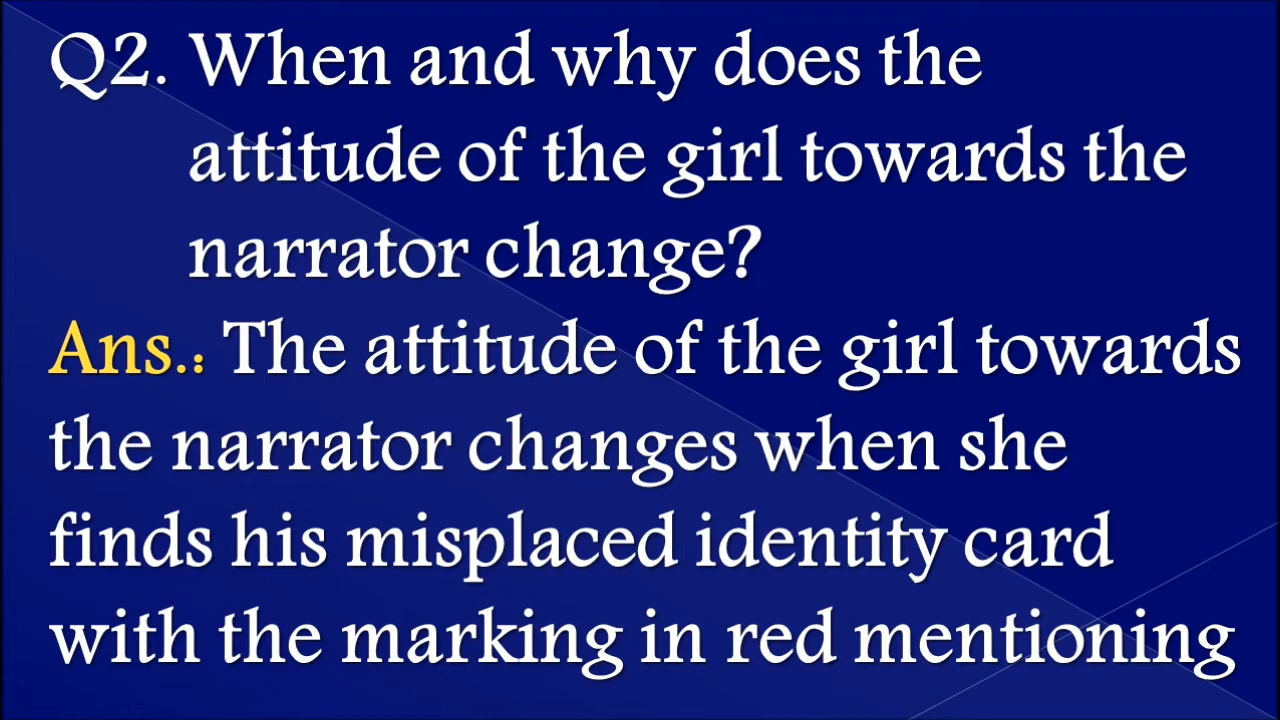 Q2. When and why does the
attitude of the girl towards the
narrator change?
Ans.: The attitude of the girl towards
the narrator changes when she
finds his misplaced identity card
with the marking in red mentioning